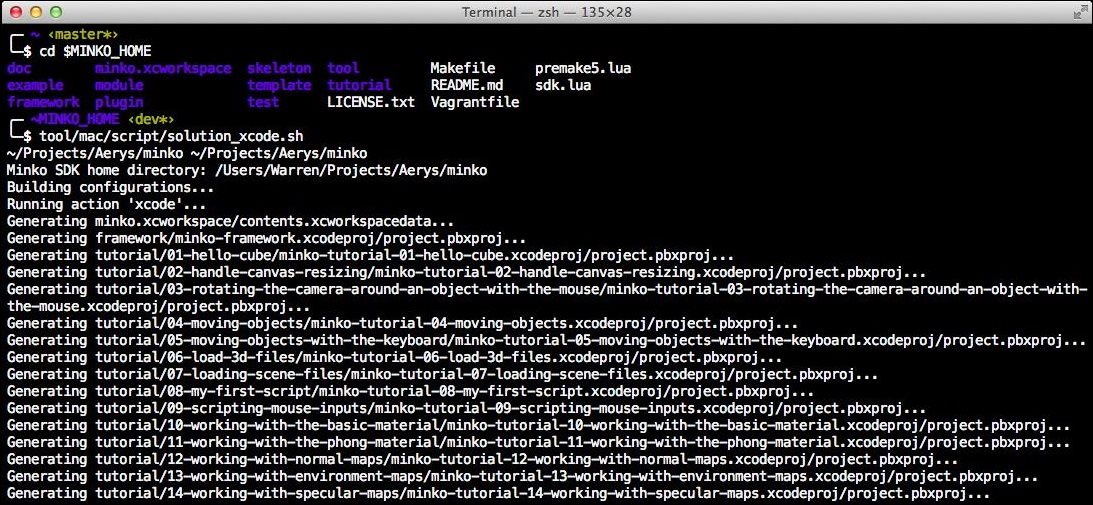 Terminal — zsh — 135×28
~ ‹master*›
$ cd $MINKO_HOME
doc minko.xcworkspace skeleton tool Makefile premake5.lua
example module template tutorial README.md sdk.lua
framework plugin test LICENSE.txt Vagrantfile
~MINKO_HOME ‹dev*›
$ tool/mac/script/solution_xcode.sh
~/Projects/Aerys/minko ~/Projects/Aerys/minko
Minko SDK home directory: /Users/Warren/Projects/Aerys/minko
Building configurations...
Running action 'xcode'...
Generating minko.xcworkspace/contents.xcworkspacedata...
Generating framework/minko-framework.xcodeproj/project.pbxproj...
Generating tutorial/01-hello-cube/minko-tutorial-01-hello-cube.xcodeproj/project.pbxproj...
Generating tutorial/02-handle-canvas-resizing/minko-tutorial-02-handle-canvas-resizing.xcodeproj/project.pbxproj...
Generating tutorial/03-rotating-the-camera-around-an-object-with-the-mouse/minko-tutorial-03-rotating-the-camera-around-an-object-with-
the-mouse.xcodeproj/project.pbxproj...
Generating tutorial/04-moving-objects/minko-tutorial-04-moving-objects.xcodeproj/project.pbxproj...
Generating tutorial/05-moving-objects-with-the-keyboard/minko-tutorial-05-moving-objects-with-the-keyboard.xcodeproj/project.pbxproj...
Generating tutorial/06-load-3d-files/minko-tutorial-06-load-3d-files.xcodeproj/project.pbxproj...
Generating tutorial/07-loading-scene-files/minko-tutorial-07-loading-scene-files.xcodeproj/project.pbxproj...
Generating tutorial/08-my-first-script/minko-tutorial-08-my-first-script.xcodeproj/project.pbxproj...
Generating tutorial/09-scripting-mouse-inputs/minko-tutorial-09-scripting-mouse-inputs.xcodeproj/project.pbxproj...
Generating tutorial/10-working-with-the-basic-material/minko-tutorial-10-working-with-the-basic-material.xcodeproj/project.pbxproj...
Generating tutorial/11-working-with-the-phong-material/minko-tutorial-11-working-with-the-phong-material.xcodeproj/project.pbxproj...
Generating tutorial/12-working-with-normal-maps/minko-tutorial-12-working-with-normal-maps.xcodeproj/project.pbxproj...
Generating tutorial/13-working-with-environment-maps/minko-tutorial-13-working-with-environment-maps.xcodeproj/project.pbxproj...
Generating tutorial/14-working-with-specular-maps/minko-tutorial-14-working-with-specular-maps.xcodeproj/project.pbxproj...